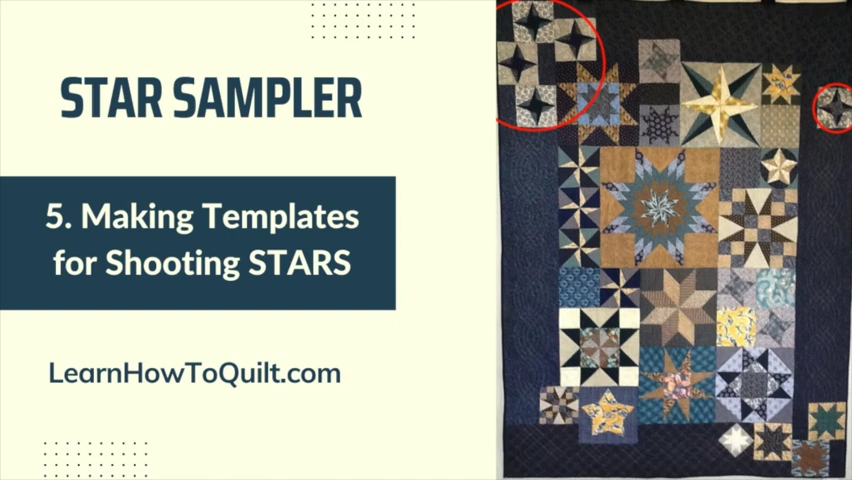 STAR SAMPLER
5. Making Templates
for Shooting STARS
LearnHowToQuilt.com